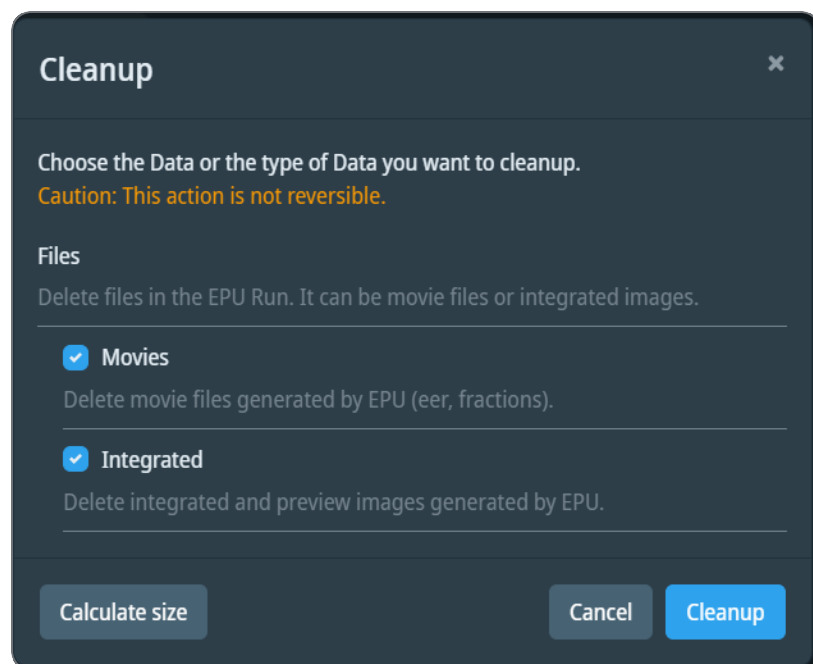 Cleanup
Choose the Data or the type of Data you want to cleanup.
Caution: This action is not reversible.
Files
Delete files in the EPU Run. It can be movie files or integrated images.
Movies
Delete movie files generated by EPU (eer, fractions).
Integrated
Delete integrated and preview images generated by EPU.
Calculate size
Cancel
Cleanup